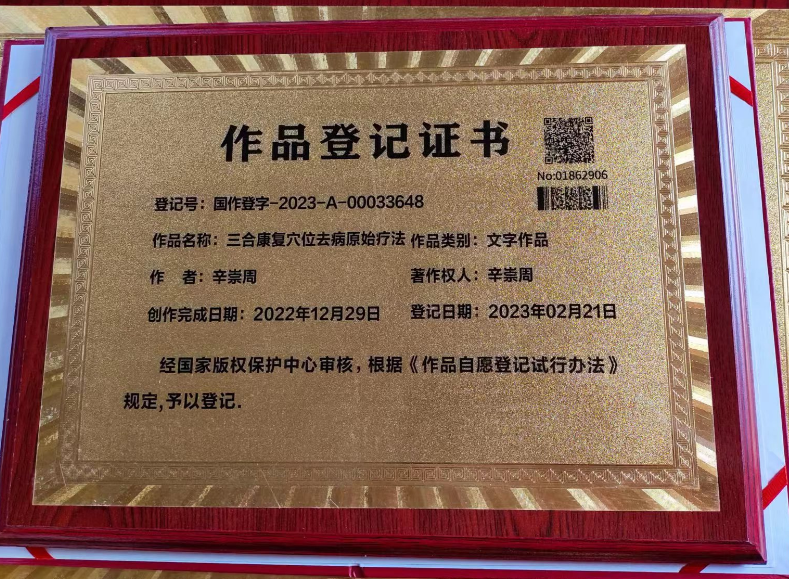 作品登记证书
No:01862906
登记号：国作登字-2023-A-00033648
作品名称：三合康复穴位去病原始疗法 作品类别：文字作品
作 者：辛崇周 著作权人：辛崇周
创作完成日期：2022年12月29日 登记日期：2023年02月21日
经国家版权保护中心审核，根据《作品自愿登记试行办法》
规定,予以登记.